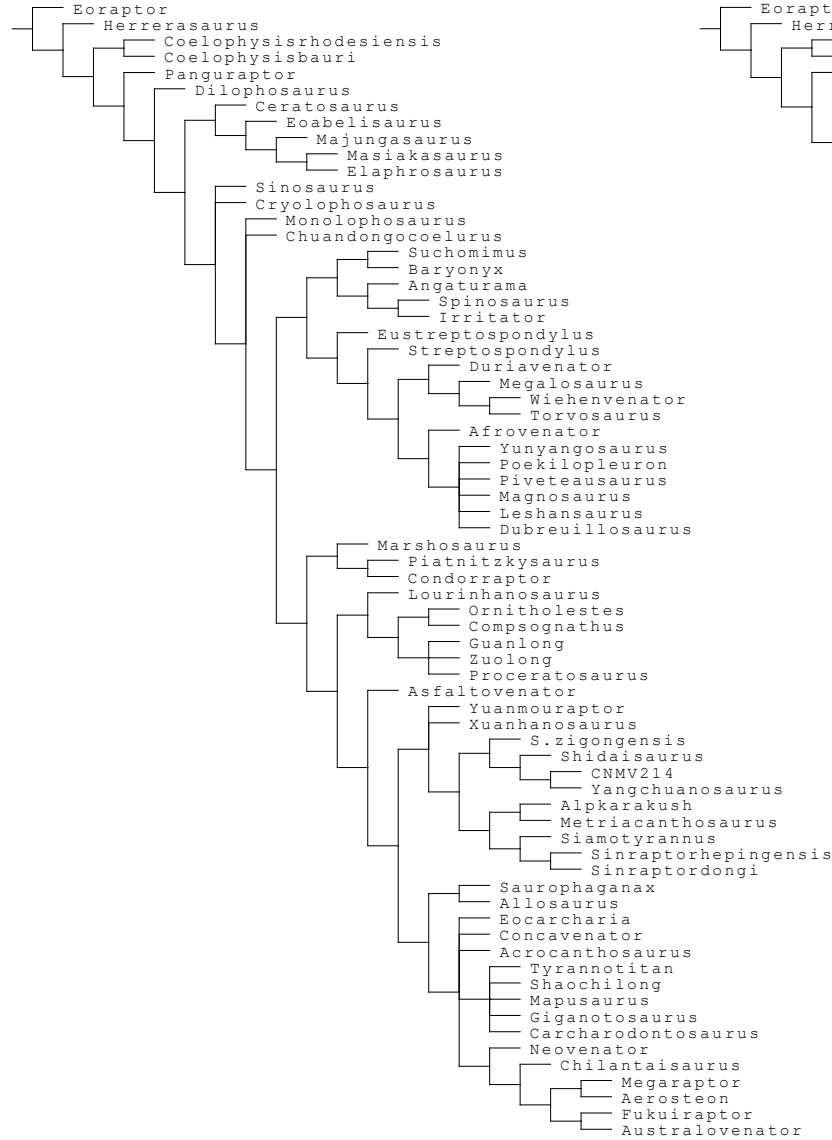 Eoraptor
Herrerasaurus
Coelophysisrhodesiensis
Coelophysisbauri
Panguraptor
Dilophosaurus
Ceratosaurus
Eoabelisaurus
Majungasaurus
Masiakasaurus
Elaphrosaurus
Sinosaurus
Cryolophosaurus
Monolophosaurus
Chuandongocoelurus
Suchomimus
Baryonyx
Angaturama
Spinosaurus
Irritator
Eustreptospondylus
Streptospondylus
Duriavenator
Megalosaurus
Wiehenvenator
Torvosaurus
Afrovenator
Yunyangosaurus
Poekilopleuron
Piveteausaurus
Magnosaurus
Leshansaurus
Dubreuillosaurus
Marshosaurus
Piatnitzkysaurus
Condorraptor
Lourinhanosaurus
Ornitholestes
Compsognathus
Guanlong
Zuolong
Proceratosaurus
Asfaltovenator
Yuanmouraptor
Xuanhanosaurus
S.zigongensis
Shidaisaurus
CNMV214
Yangchuanosaurus
Alpkarakush
Metriacanthosaurus
Siamotyrannus
Sinraptorhepingensis
Sinraptordongi
Saurophaganax
Allosaurus
Eocarcharia
Concavenator
Acrocanthosaurus
Tyrannotitan
Shaochilong
Mapusaurus
Giganotosaurus
Carcharodontosaurus
Neovenator
Chilantaisaurus
Megaraptor
Aerosteon
Fukuiraptor
Australovenator